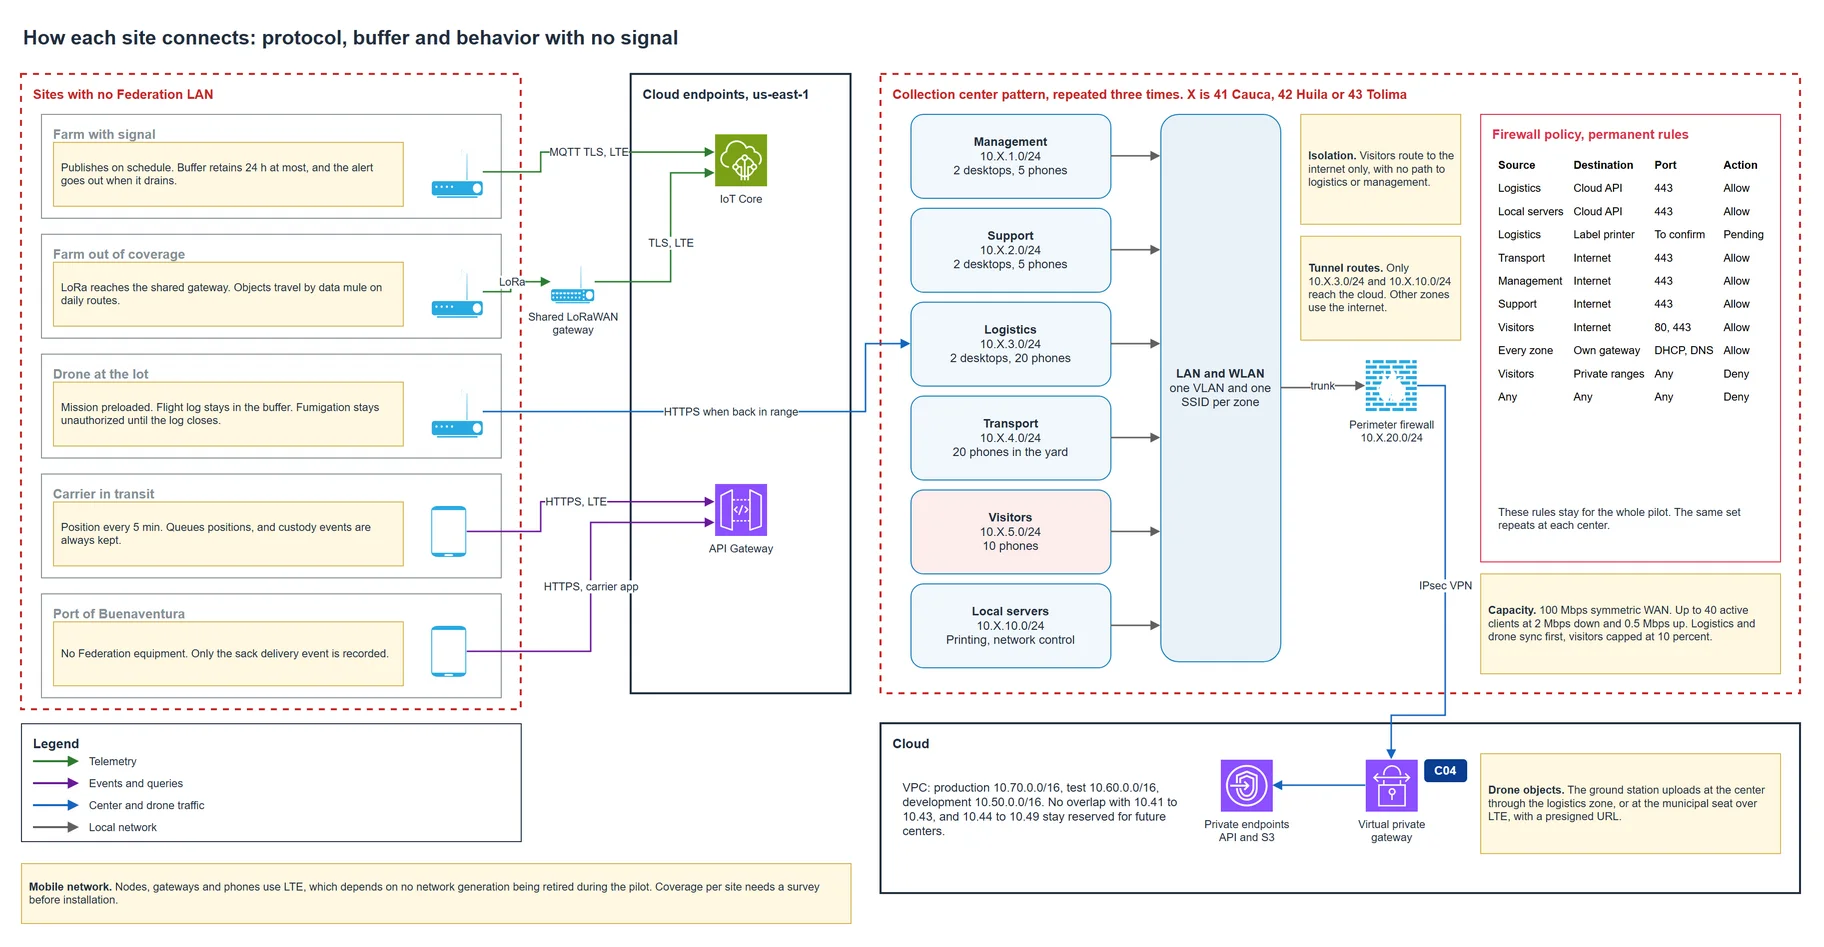 How each site connects: protocol, buffer and behavior with no signal
Sites with no Federation LAN
Farm with signal
Publishes on schedule. Buffer retains 24 h at most, and the alert
goes out when it drains.
Farm out of coverage
LoRa reaches the shared gateway. Objects travel by data mule on
daily routes.
Drone at the lot
Mission preloaded. Flight log stays in the buffer. Fumigation stays
unauthorized until the log closes.
Carrier in transit
Position every 5 min. Queues positions, and custody events are
always kept.
Port of Buenaventura
No Federation equipment. Only the sack delivery event is recorded.
MQTT TLS, LTE
LoRa
Shared LoRaWAN
gateway
TLS, LTE
HTTPS when back in range
HTTPS, LTE
HTTPS, carrier app
Cloud endpoints, us-east-1
IoT Core
API Gateway
Collection center pattern, repeated three times. X is 41 Cauca, 42 Huila or 43 Tolima
Management
10.X.1.0/24
2 desktops, 5 phones
Support
10.X.2.0/24
2 desktops, 5 phones
Logistics
10.X.3.0/24
2 desktops, 20 phones
Transport
10.X.4.0/24
20 phones in the yard
Visitors
10.X.5.0/24
10 phones
Local servers
10.X.10.0/24
Printing, network control
LAN and WLAN
one VLAN and one
SSID per zone
Isolation. Visitors route to the
internet only, with no path to
logistics or management.
Tunnel routes. Only
10.X.3.0/24 and 10.X.10.0/24
reach the cloud. Other zones
use the internet.
trunk
Perimeter firewall
10.X.20.0/24
IPsec VPN
Firewall policy, permanent rules
Source Destination Port Action
Logistics Cloud API 443 Allow
Local servers Cloud API 443 Allow
Logistics Label printer To confirm Pending
Transport Internet 443 Allow
Management Internet 443 Allow
Support Internet 443 Allow
Visitors Internet 80, 443 Allow
Every zone Own gateway DHCP, DNS Allow
Visitors Private ranges Any Deny
Any Any Any Deny
These rules stay for the whole pilot. The same set
repeats at each center.
Capacity. 100 Mbps symmetric WAN. Up to 40 active
clients at 2 Mbps down and 0.5 Mbps up. Logistics and
drone sync first, visitors capped at 10 percent.
Legend
Telemetry
Events and queries
Center and drone traffic
Local network
Mobile network. Nodes, gateways and phones use LTE, which depends on no network generation being retired during the pilot. Coverage per site needs a survey
before installation.
Cloud
VPC: production 10.70.0.0/16, test 10.60.0.0/16,
development 10.50.0.0/16. No overlap with 10.41 to
10.43, and 10.44 to 10.49 stay reserved for future
centers.
Private endpoints
API and S3
Virtual private
gateway
C04
Drone objects. The ground station uploads at the center
through the logistics zone, or at the municipal seat over
LTE, with a presigned URL.